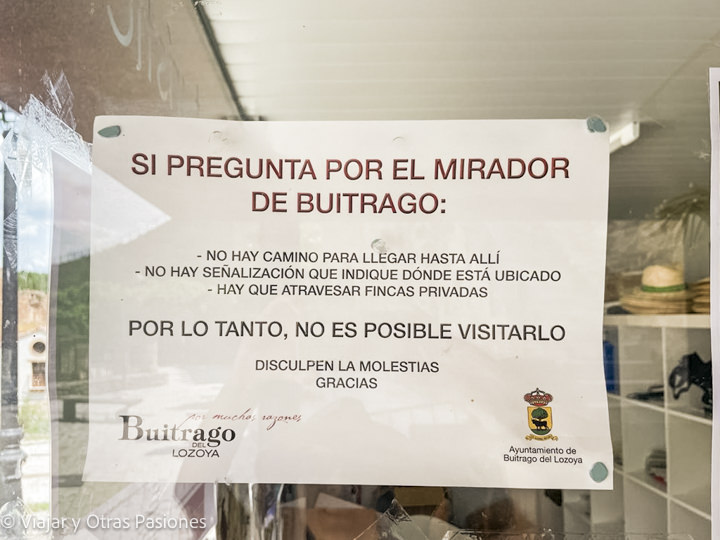 SI PREGUNTA POR EL MIRADOR
DE BUITRAGO:
- NO HAY CAMINO PARA LLEGAR HASTA ALLÍ
- NO HAY SEÑALIZACIÓN QUE INDIQUE DÓNDE ESTÁ UBICADO
- HAY QUE ATRAVESAR FINCAS PRIVADAS
POR LO TANTO, NO ES POSIBLE VISITARLO
DISCULPEN LA MOLESTIAS
GRACIAS
por muchas razones
Buitrago
DEL
LOZOYA
Ayuntamiento de
Buitrago del Lozoya
© Viajar y Otras Pasiones